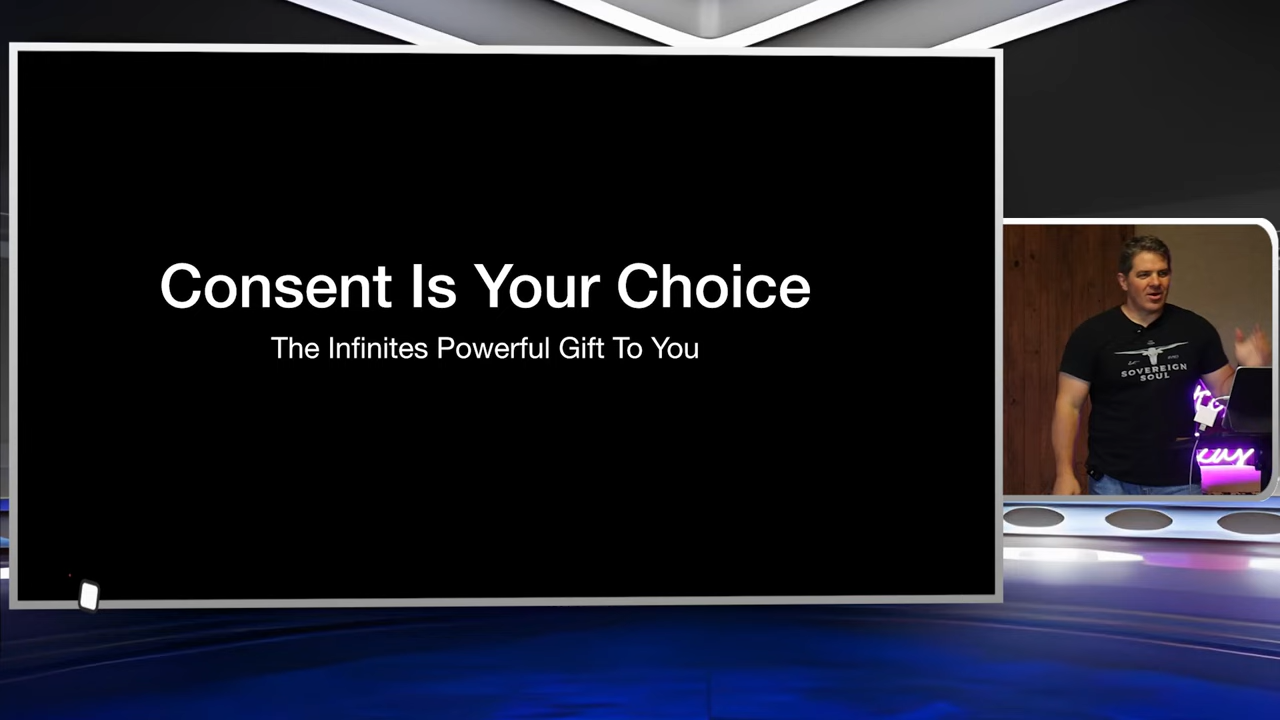 Consent Is Your Choice
The Infinites Powerful Gift To You
SOVEREIGN
SOUL